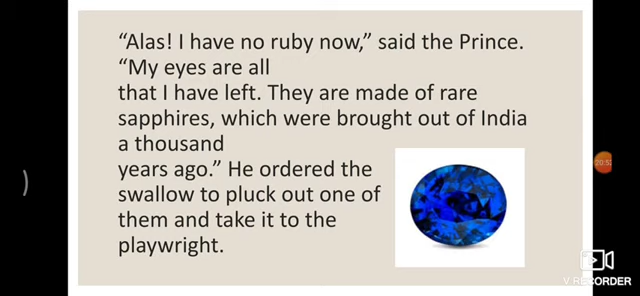 “Alas! I have no ruby now,” said the Prince.
“My eyes are all
that I have left. They are made of rare
sapphires, which were brought out of India
a thousand
years ago.” He ordered the
swallow to pluck out one of
them and take it to the
playwright.
V RECORDER